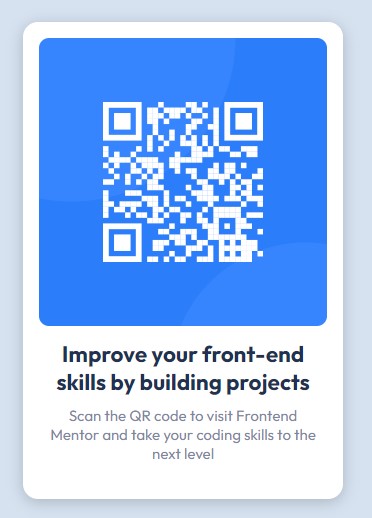 Improve your front-end
skills by building projects
Scan the QR code to visit Frontend
Mentor and take your coding skills to the
next level